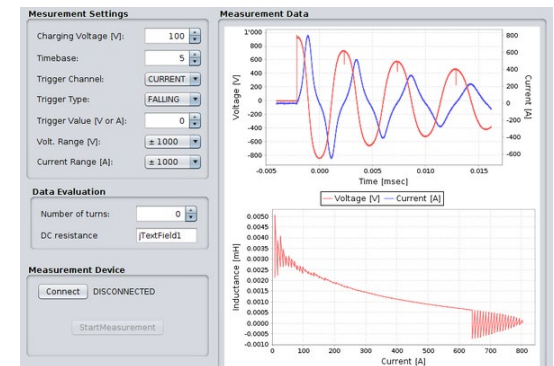 Mesurement Settings
Charging Voltage [V]: 100
Timebase: 5
Trigger Channel: CURRENT
Trigger Type: FALLING
Trigger Value [V or A]: 0
Volt. Range [V]: ± 1000
Current Range [A]: ± 1000
Data Evaluation
Number of turns: 0
DC resistance jTextField1
Measurement Device
Connect DISCONNECTED
StartMeasurement
Measurement Data
1'000
800
600
400
200
0
-200
-400
-600
-800
Voltage [V]
800
600
400
200
0
-200
-400
-600
Current [A]
-0.005 0.000 0.005 0.010 0.015
Time [msec]
Voltage [V] Current [A]
0.0050
0.0045
0.0040
0.0035
0.0030
0.0025
0.0020
0.0015
0.0010
0.0005
0.0000
-0.0005
-0.0010
Inductance [mH]
0 100 200 300 400 500 600 700 800
Current [A]